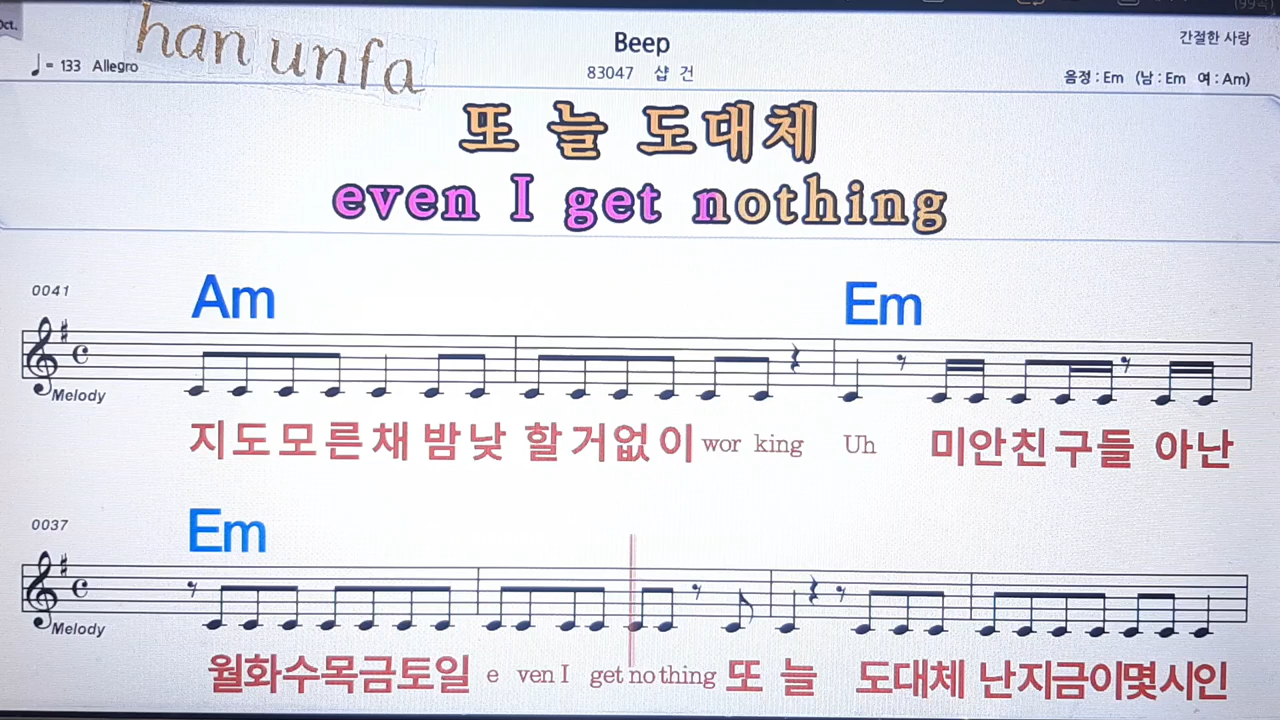 Oct.
han unfa
Beep
간절한 사랑
♩= 133 Allegro
83047 샵 건
음정 : Em (남 : Em 여 : Am)
또 늘 도대체
even I get nothing
0041
Am Em
Melody
지도모른채 밤낮 할거없이 wor king Uh 미안친구들 아난
0037
Em
Melody
월화수목금토일 e ven I get no thing 또 늘 도대체 난지금이몇시인